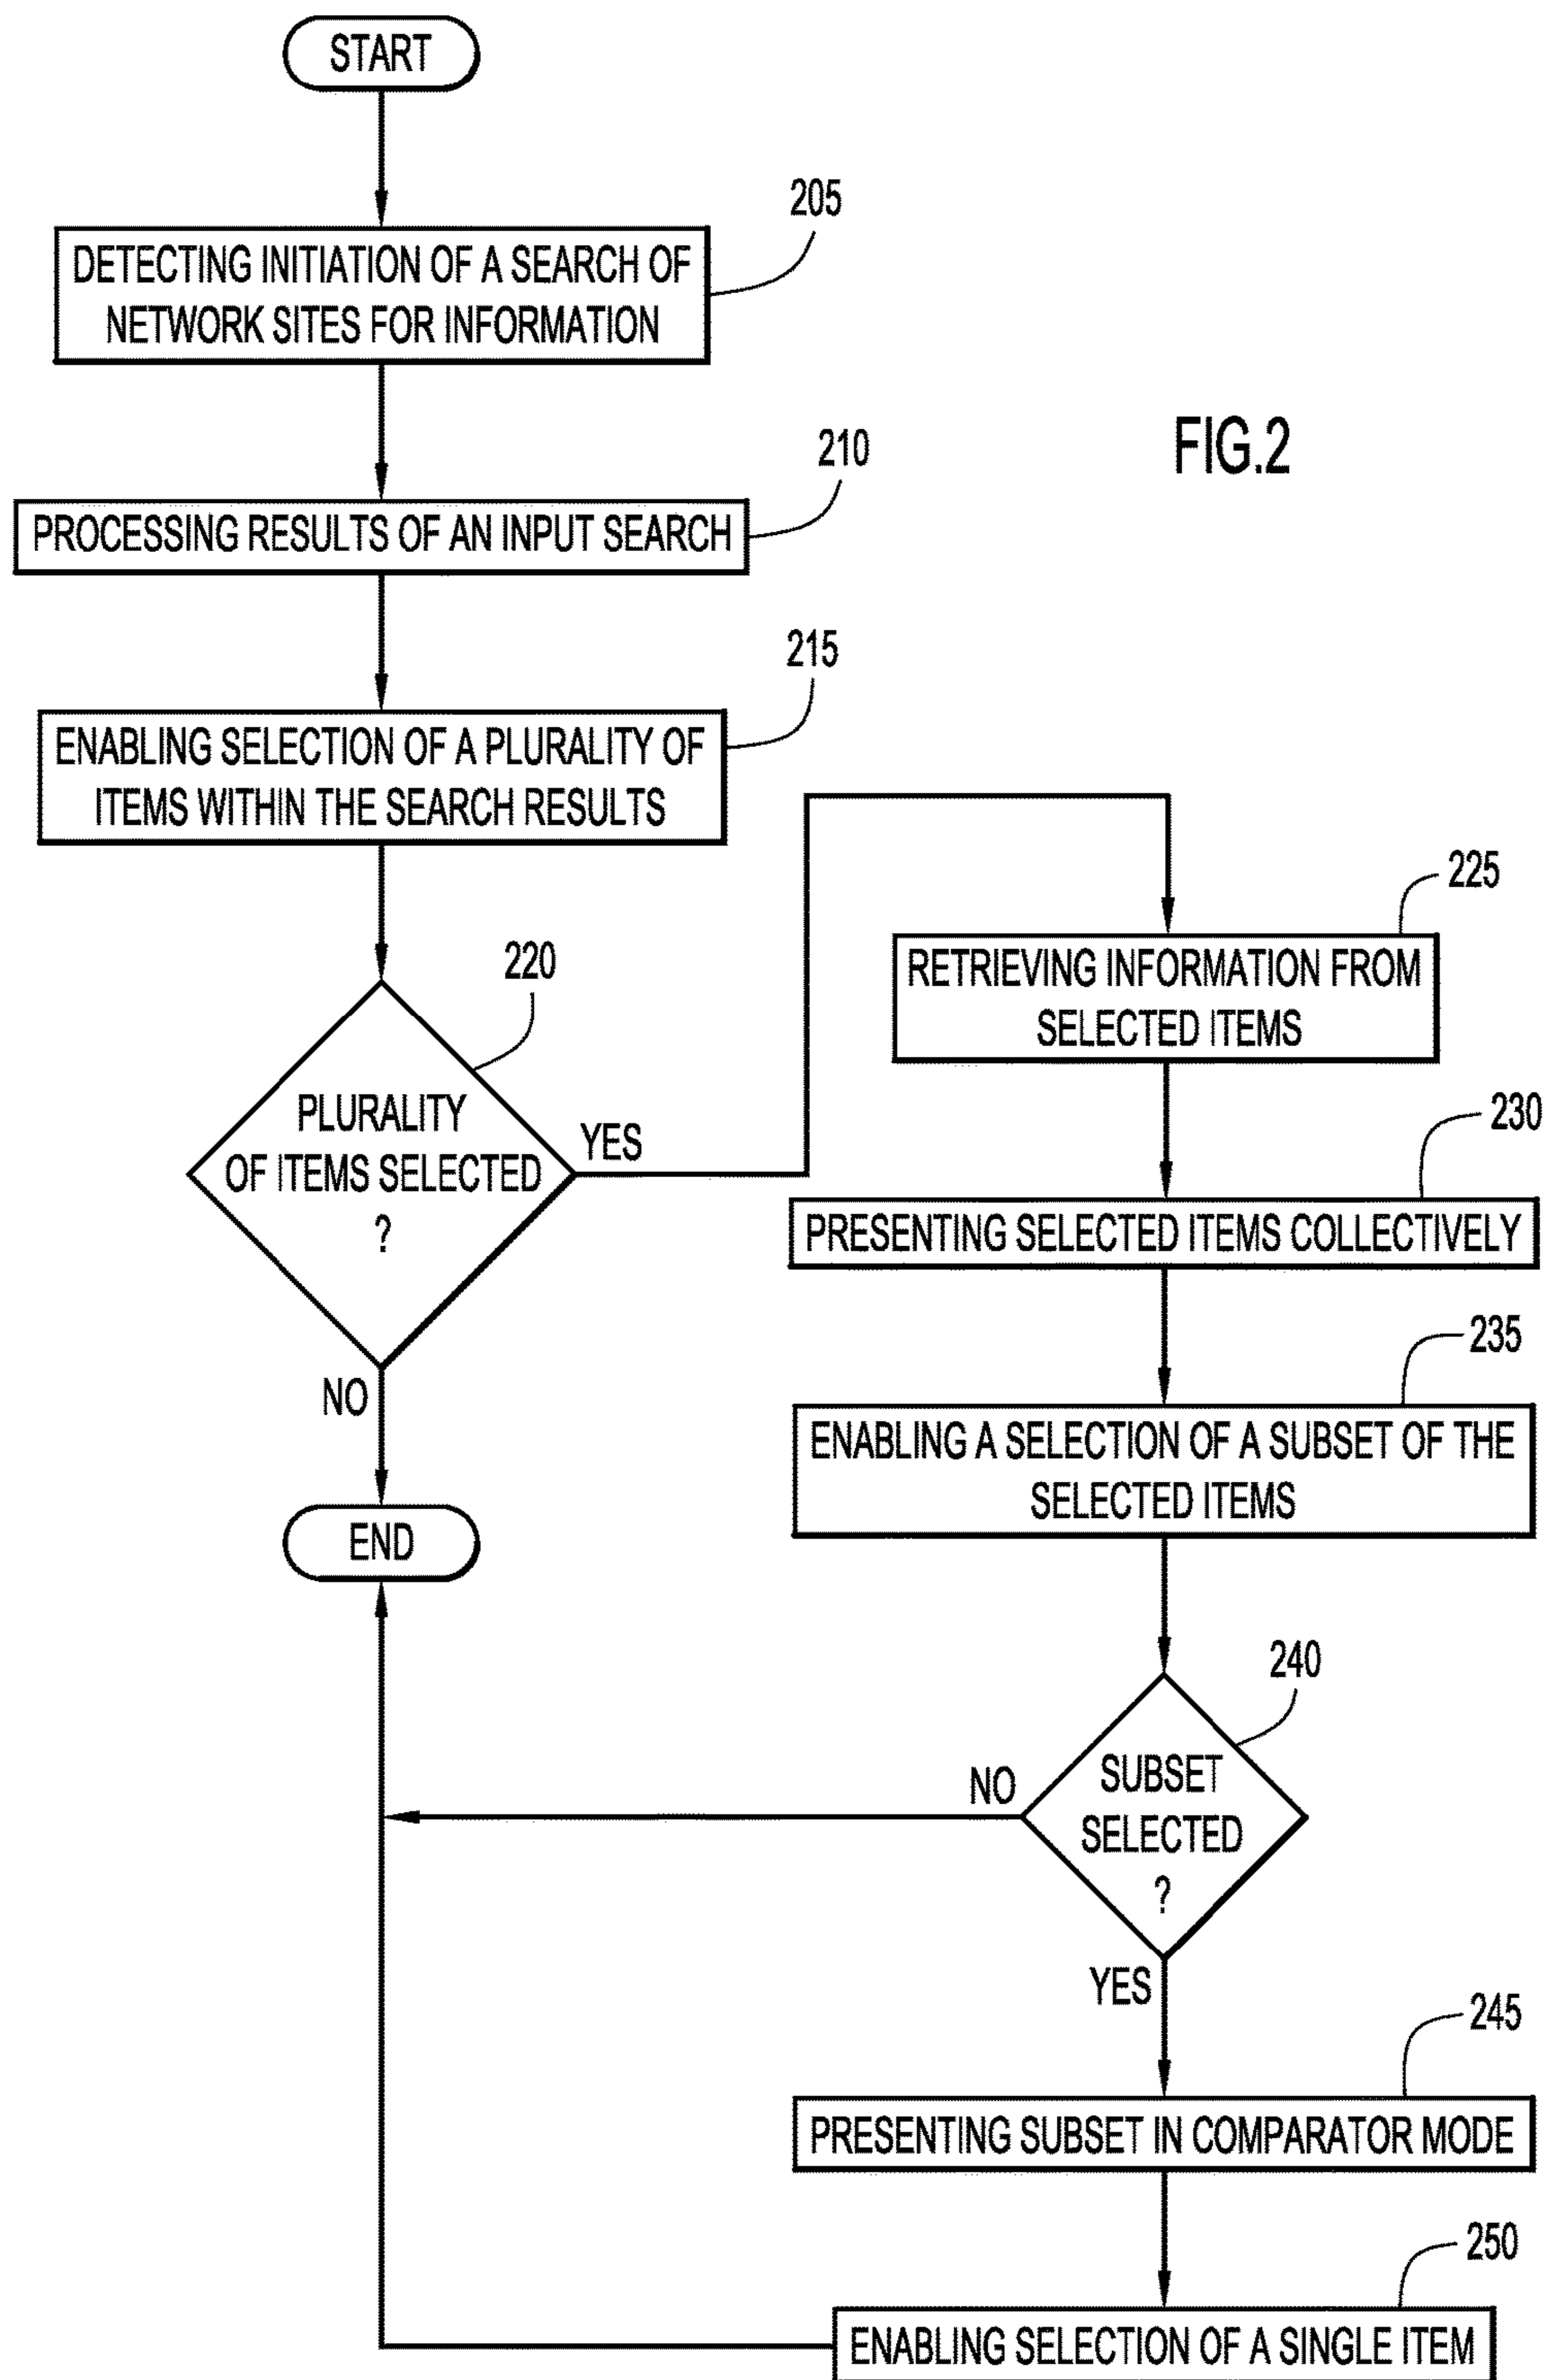 START
205
DETECTING INITIATION OF A SEARCH OF
NETWORK SITES FOR INFORMATION
FIG.2
210
PROCESSING RESULTS OF AN INPUT SEARCH
215
ENABLING SELECTION OF A PLURALITY OF
ITEMS WITHIN THE SEARCH RESULTS
220
PLURALITY
OF ITEMS SELECTED
?
YES
NO
END
225
RETRIEVING INFORMATION FROM
SELECTED ITEMS
230
PRESENTING SELECTED ITEMS COLLECTIVELY
235
ENABLING A SELECTION OF A SUBSET OF THE
SELECTED ITEMS
240
SUBSET
SELECTED
?
NO
YES
245
PRESENTING SUBSET IN COMPARATOR MODE
250
ENABLING SELECTION OF A SINGLE ITEM